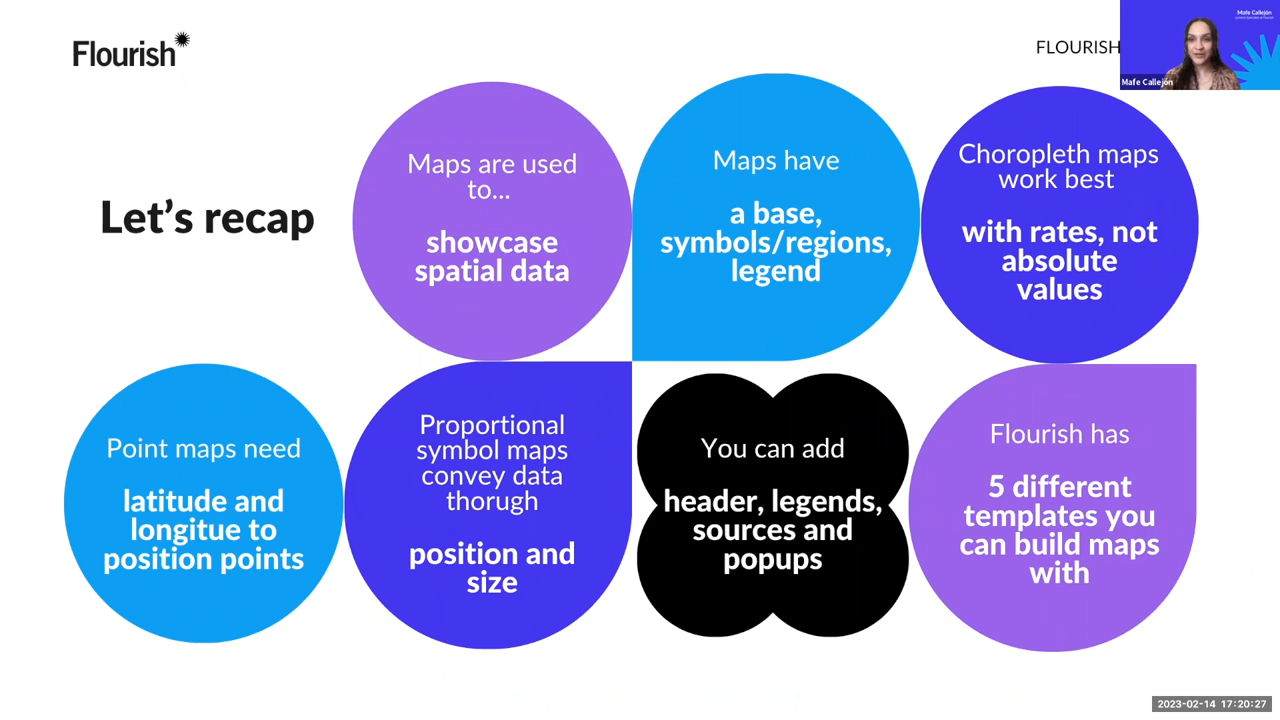 Flourish
FLOURISH
Mafe Callejón
Mafe Callejón
Let's recap
Maps are used
to...
showcase
spatial data
Maps have
a base,
symbols/regions,
legend
Choropleth maps
work best
with rates, not
absolute
values
Point maps need
latitude and
longitue to
position points
Proportional
symbol maps
convey data
thorugh
position and
size
You can add
header, legends,
sources and
popups
Flourish has
5 different
templates you
can build maps
with
2023-02-14 17:20:27